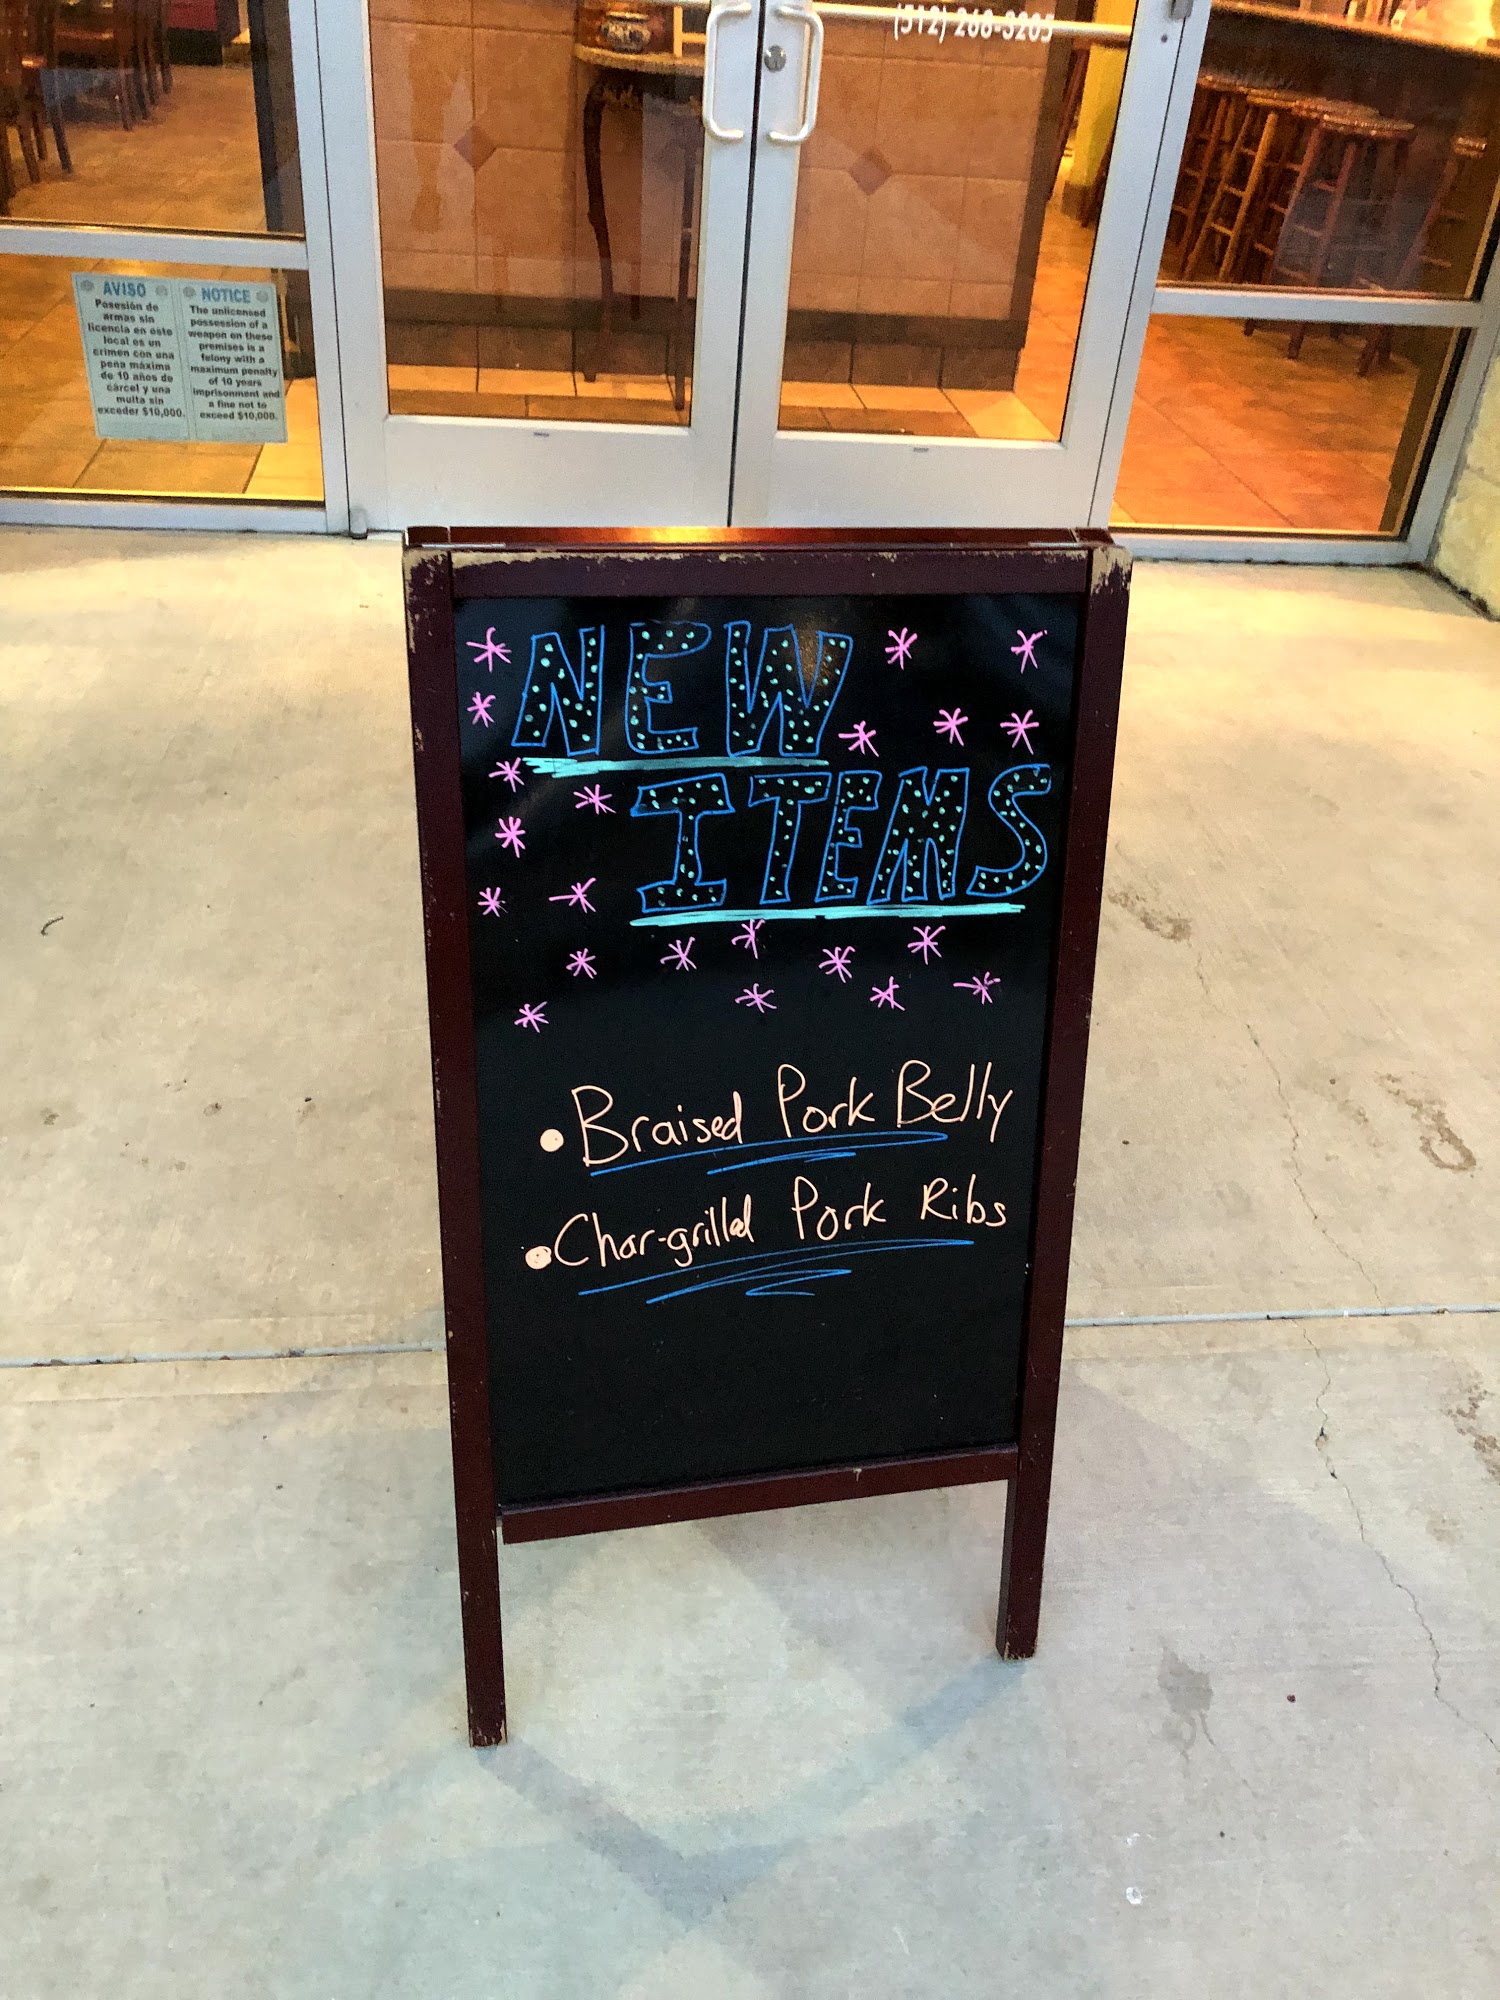 (512) 268-3205
AVISO
Posesión de
armas sin
licencia en este
local es un
crimen con una
pena máxima
de 10 años de
cárcel y una
multa sin
exceder $10,000.
NOTICE
The unlicensed
possession of a
weapon on these
premises is a
felony with a
maximum penalty
of 10 years
imprisonment and
a fine not to
exceed $10,000.
NEW
ITEMS
• Braised Pork Belly
• Char-grilled Pork Ribs